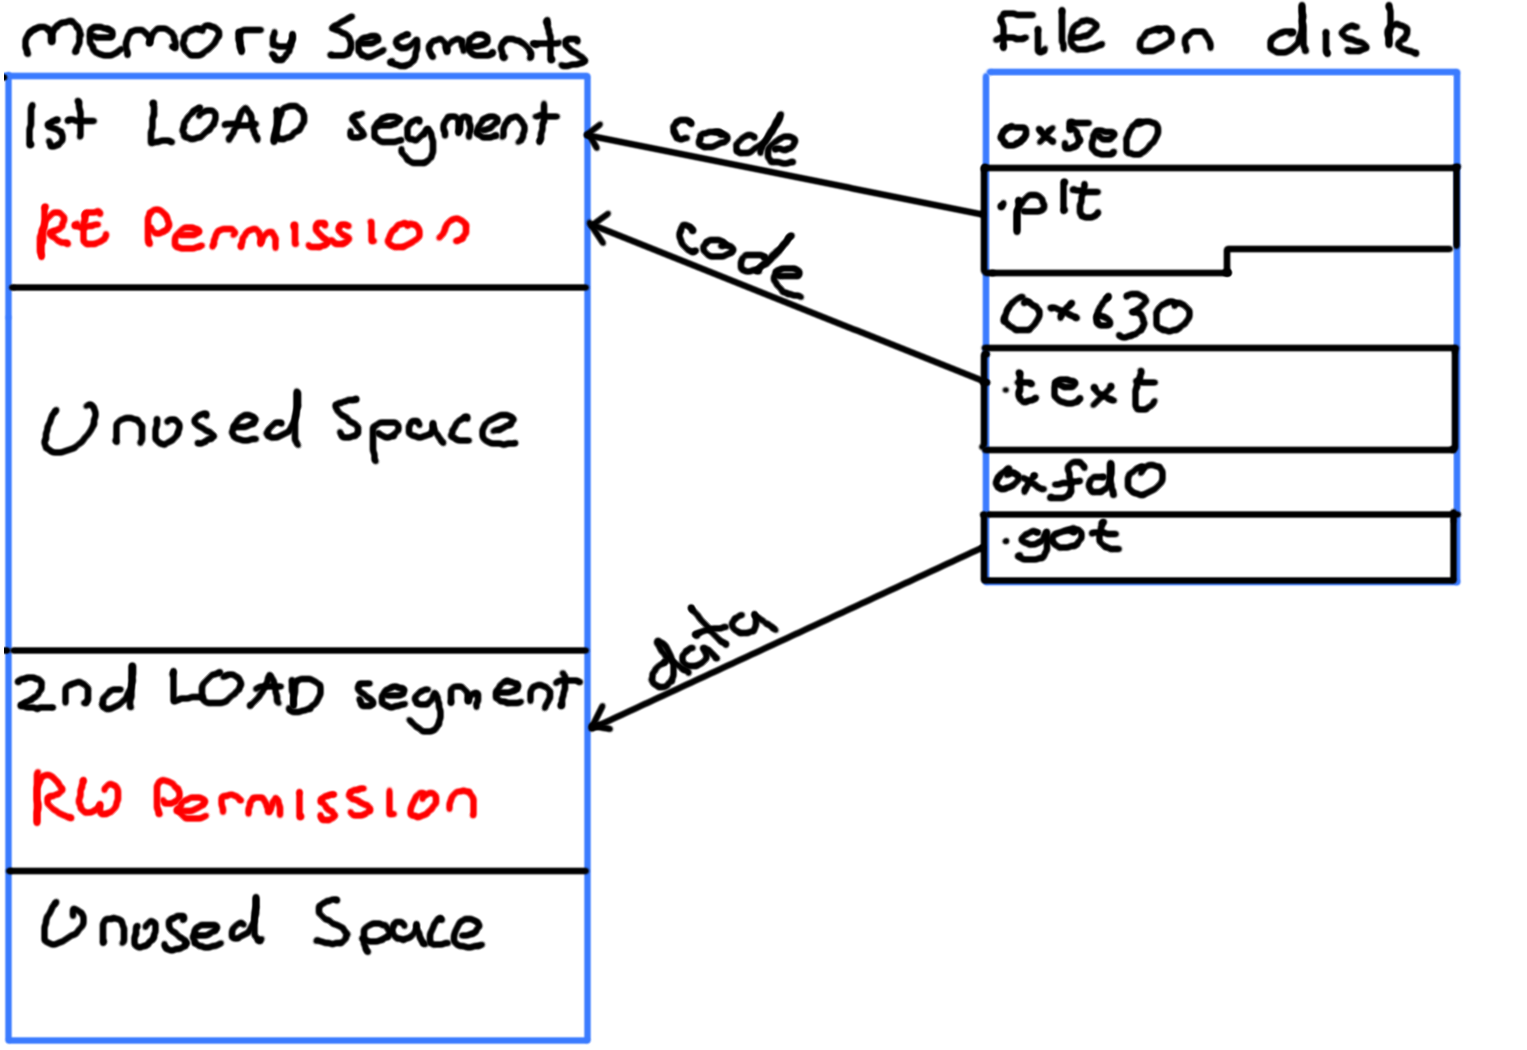 memory Segments
1st LOAD segment
RE Permission
Unused Space
2nd LOAD segment
RW Permission
Unused Space
code
code
data
File on disk
0x5e0
.plt
0x630
.text
0xfd0
.got